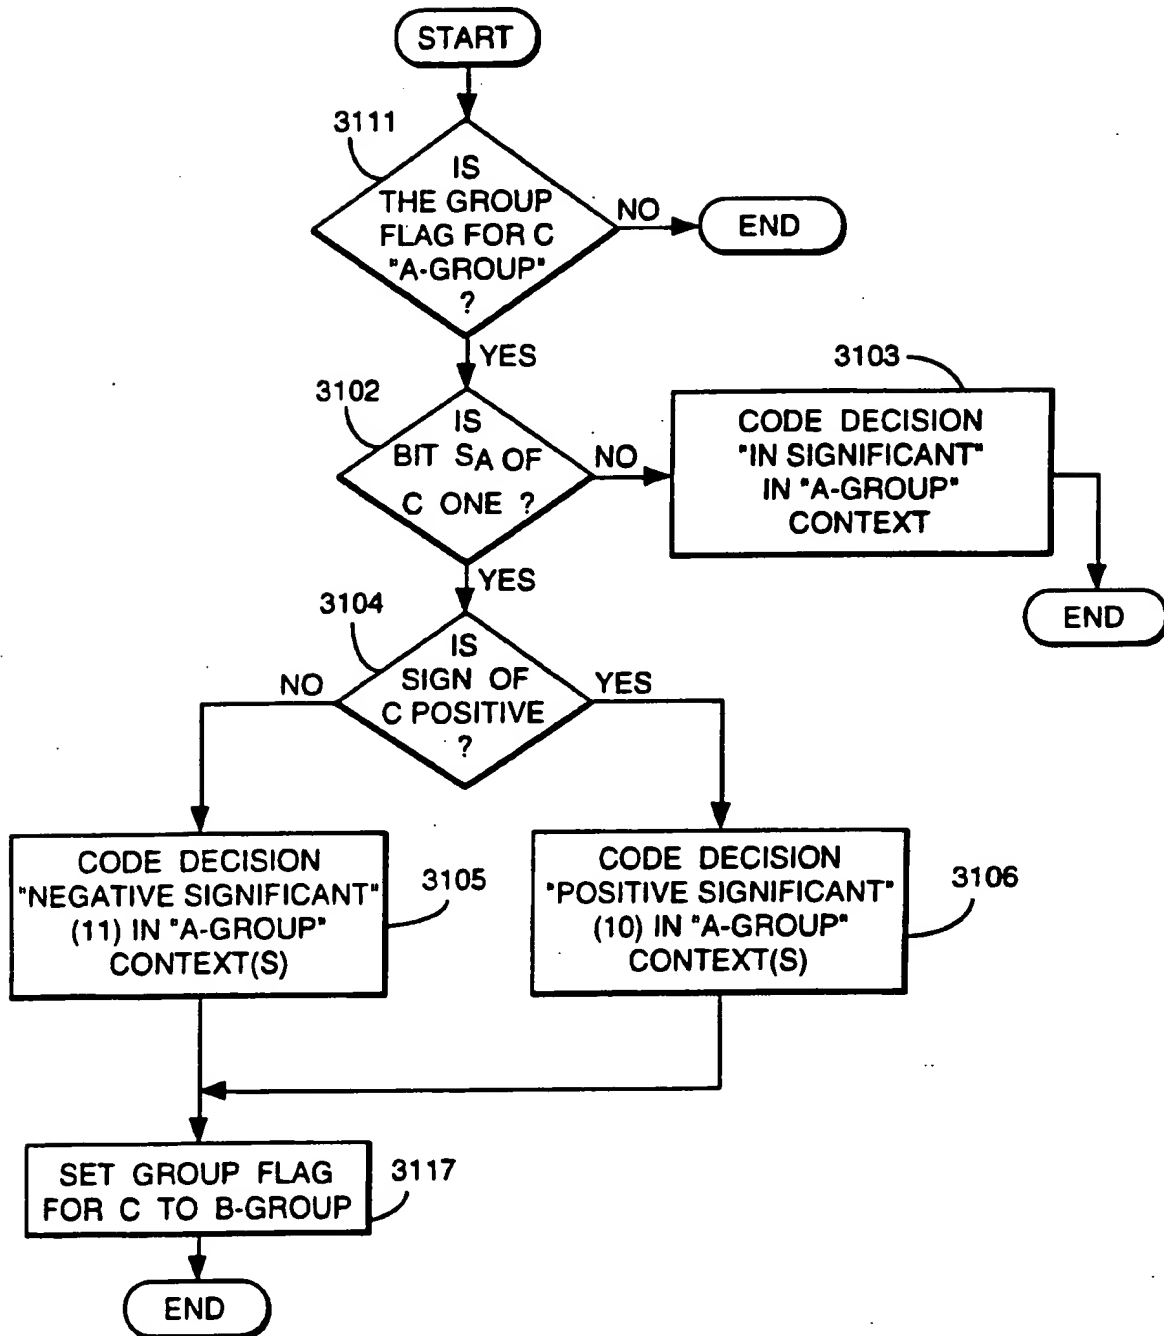 START
3111
IS
THE GROUP
FLAG FOR C
"A-GROUP"
?
NO
END
YES
3102
IS
BIT SA OF
C ONE ?
NO
3103
CODE DECISION
"IN SIGNIFICANT"
IN "A-GROUP"
CONTEXT
END
YES
3104
IS
SIGN OF
C POSITIVE
?
NO
YES
CODE DECISION
"NEGATIVE SIGNIFICANT"
(11) IN "A-GROUP"
CONTEXT(S)
3105
CODE DECISION
"POSITIVE SIGNIFICANT"
(10) IN "A-GROUP"
CONTEXT(S)
3106
SET GROUP FLAG
FOR C TO B-GROUP
3117
END